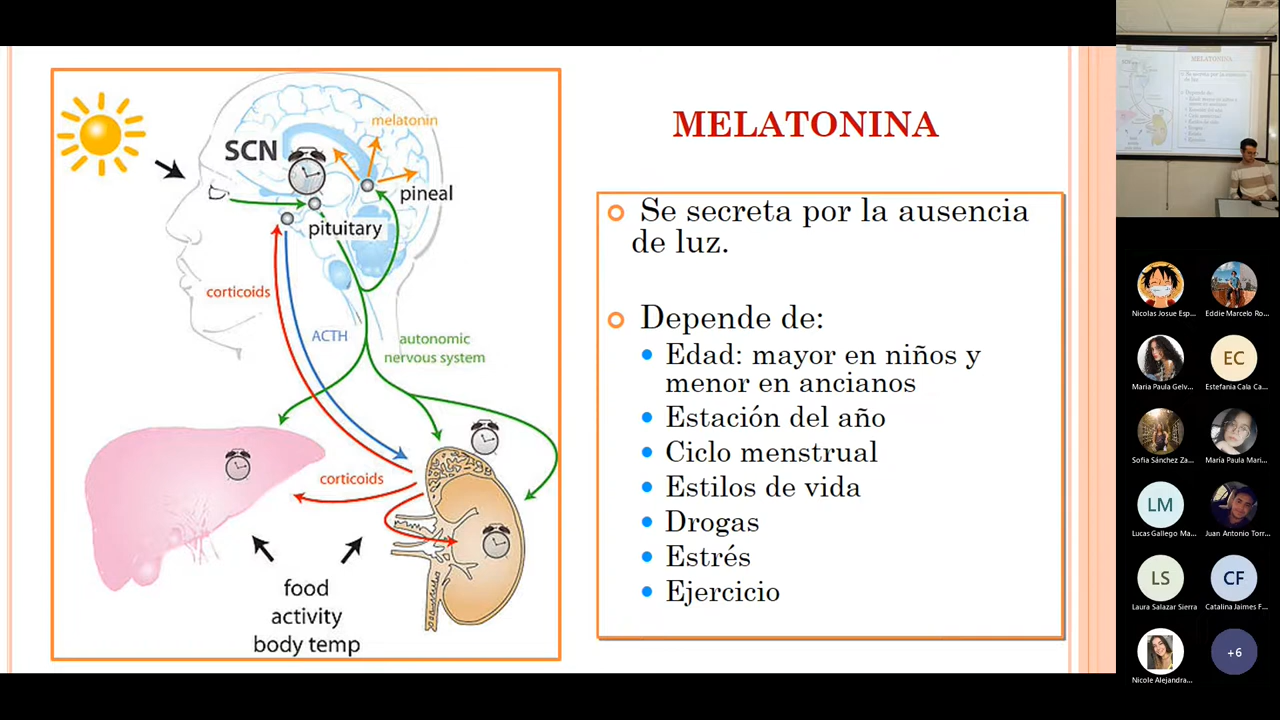 SCN
melatonin
pineal
pituitary
corticoids
ACTH
autonomic
nervous system
corticoids
food
activity
body temp
MELATONINA
Se secreta por la ausencia
de luz.
Depende de:
Edad: mayor en niños y
menor en ancianos
Estación del año
Ciclo menstrual
Estilos de vida
Drogas
Estrés
Ejercicio
MELATONINA
Nicolas Josue Esp...
Eddie Marcelo Ro...
EC
Maria Paula Gelv...
Estefania Cala Ca...
Sofia Sánchez Za...
María Paula Mari...
LM
Lucas Gallego Ma...
Juan Antonio Torr...
LS
CF
Laura Salazar Sierra
Catalina Jaimes F...
+6
Nicole Alejandra...